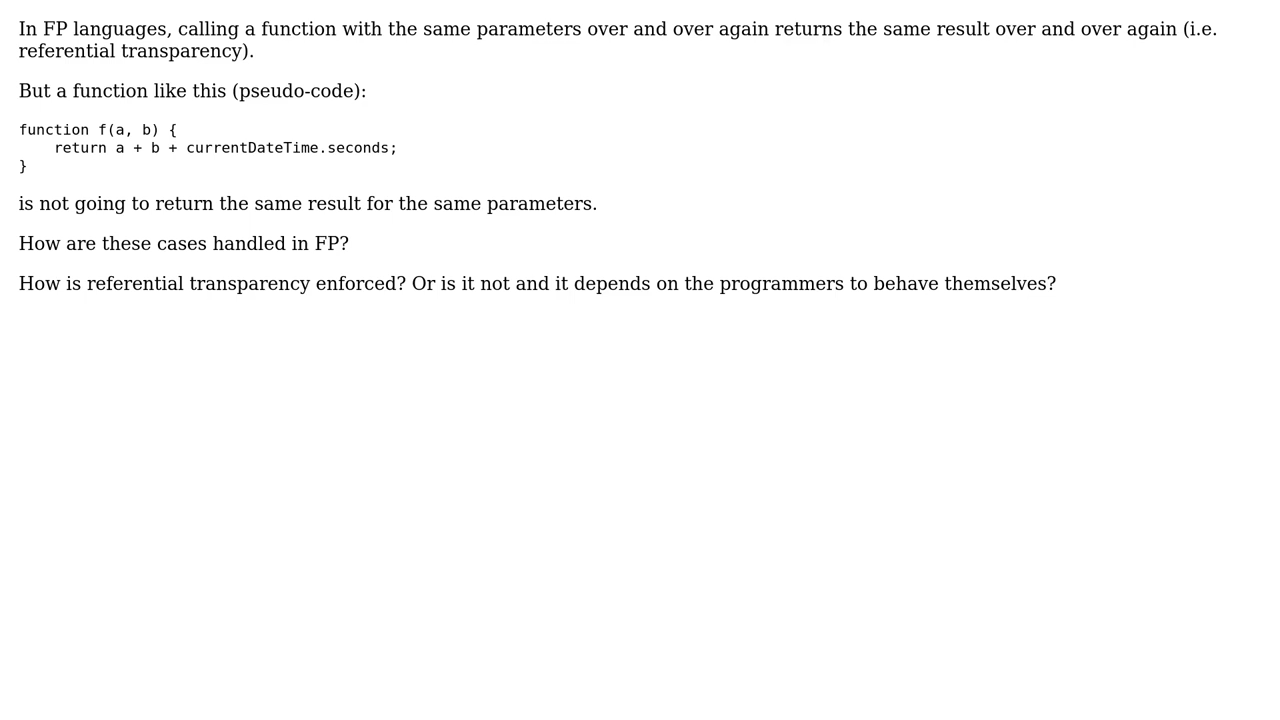 In FP languages, calling a function with the same parameters over and over again returns the same result over and over again (i.e.
referential transparency).
But a function like this (pseudo-code):
function f(a, b) {
    return a + b + currentDateTime.seconds;
}
is not going to return the same result for the same parameters.
How are these cases handled in FP?
How is referential transparency enforced? Or is it not and it depends on the programmers to behave themselves?